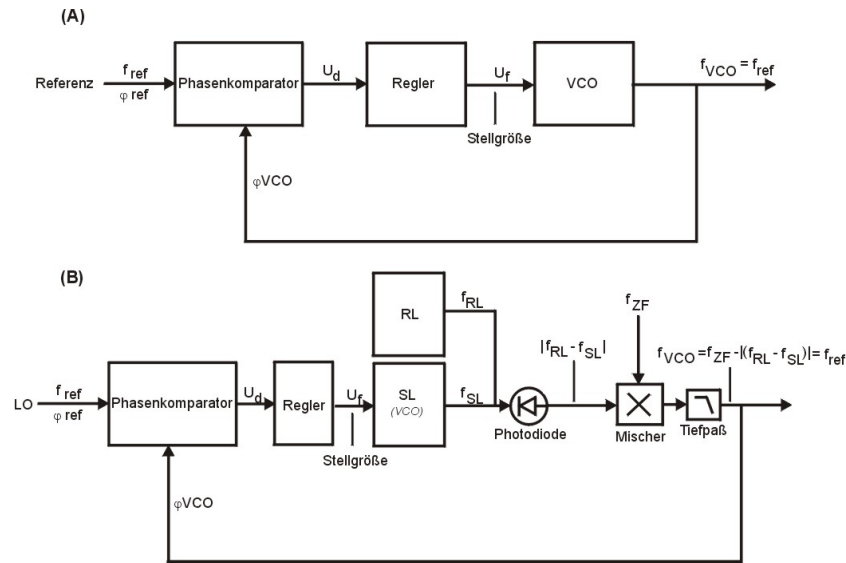 (A)
Referenz
f ref
φ ref
Phasenkomparator
U d
Regler
U f
Stellgröße
VCO
f VCO = f ref
φVCO
(B)
LO
f ref
φ ref
Phasenkomparator
U d
Regler
U f
Stellgröße
RL
f RL
SL
(VCO)
f SL
Photodiode
|f RL - f SL|
f ZF
Mischer
Tiefpaß
f VCO =f ZF -|(f RL - f SL)|= f ref
φVCO